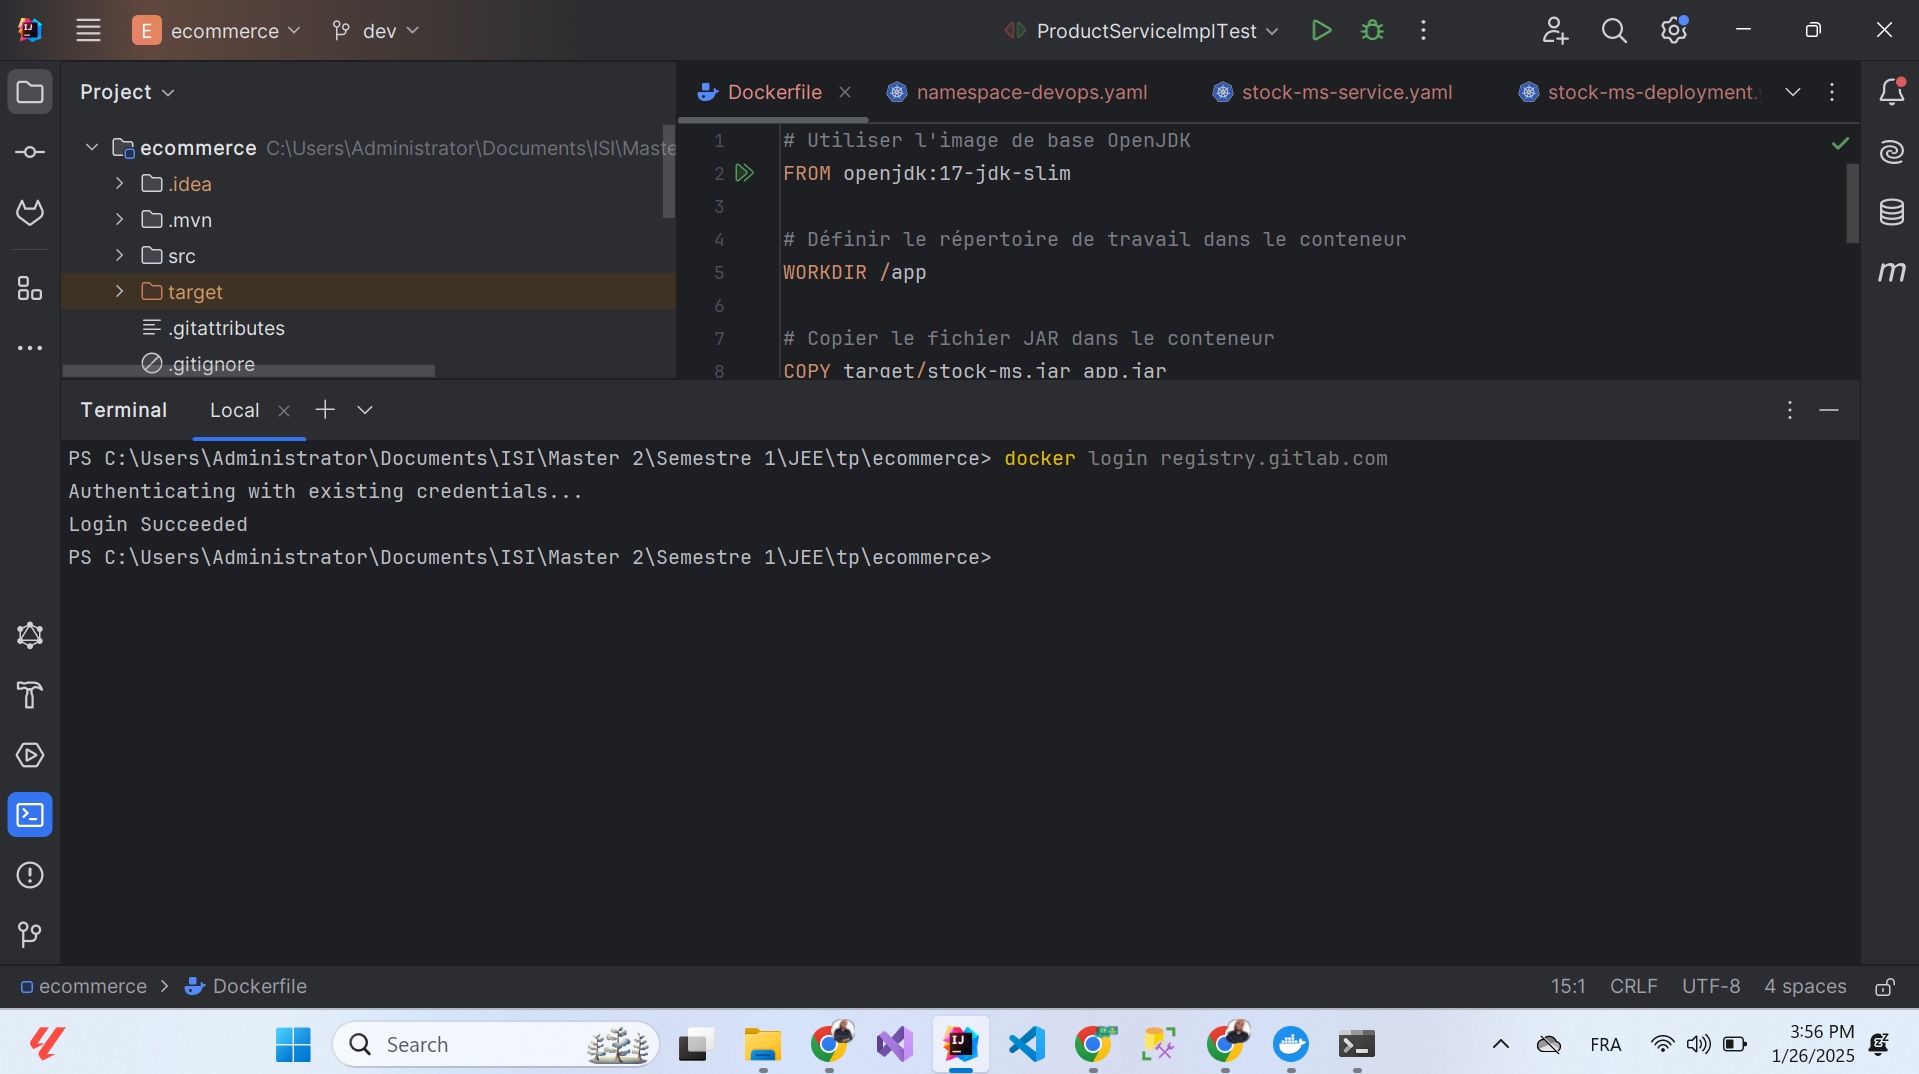 E ecommerce dev ProductServiceImplTest
Project
ecommerce C:\Users\Administrator\Documents\ISI\Maste
.idea
.mvn
src
target
.gitattributes
.gitignore
Dockerfile namespace-devops.yaml stock-ms-service.yaml stock-ms-deployment.
1 # Utiliser l'image de base OpenJDK
2 FROM openjdk:17-jdk-slim
3
4 # Définir le répertoire de travail dans le conteneur
5 WORKDIR /app
6
7 # Copier le fichier JAR dans le conteneur
8 COPY target/stock-ms.jar app.jar
m
Terminal Local
PS C:\Users\Administrator\Documents\ISI\Master 2\Semestre 1\JEE\tp\ecommerce> docker login registry.gitlab.com
Authenticating with existing credentials...
Login Succeeded
PS C:\Users\Administrator\Documents\ISI\Master 2\Semestre 1\JEE\tp\ecommerce>
ecommerce > Dockerfile 15:1 CRLF UTF-8 4 spaces
Search
FRA
3:56 PM
1/26/2025